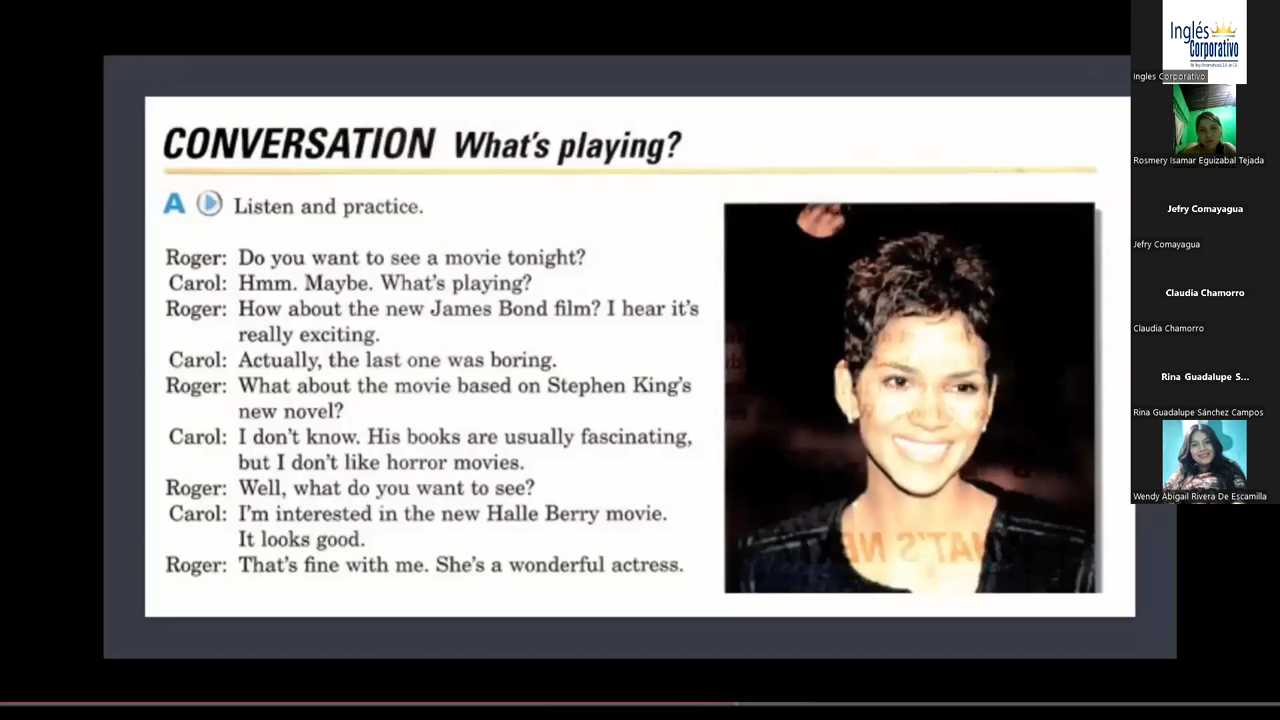 CONVERSATION What's playing?
A Listen and practice.
Roger: Do you want to see a movie tonight?
Carol: Hmm. Maybe. What's playing?
Roger: How about the new James Bond film? I hear it's
really exciting.
Carol: Actually, the last one was boring.
Roger: What about the movie based on Stephen King's
new novel?
Carol: I don't know. His books are usually fascinating,
but I don't like horror movies.
Roger: Well, what do you want to see?
Carol: I'm interested in the new Halle Berry movie.
It looks good.
Roger: That's fine with me. She's a wonderful actress.
Inglés
Corporativo
Ingles Corporativo
Rosmery Isamar Eguizabal Tejada
Jefry Comayagua
Jefry Comayagua
Claudia Chamorro
Claudia Chamorro
Rina Guadalupe S...
Rina Guadalupe Sánchez Campos
Wendy Abigail Rivera De Escamilla